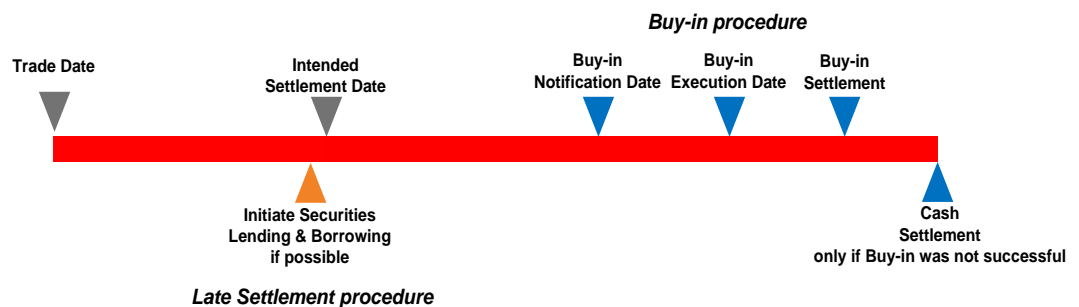 Buy-in procedure
Trade Date
Intended
Settlement Date
Buy-in
Notification Date
Buy-in
Execution Date
Buy-in
Settlement
Initiate Securities
Lending & Borrowing
if possible
Cash
Settlement
only if Buy-in was not successful
Late Settlement procedure